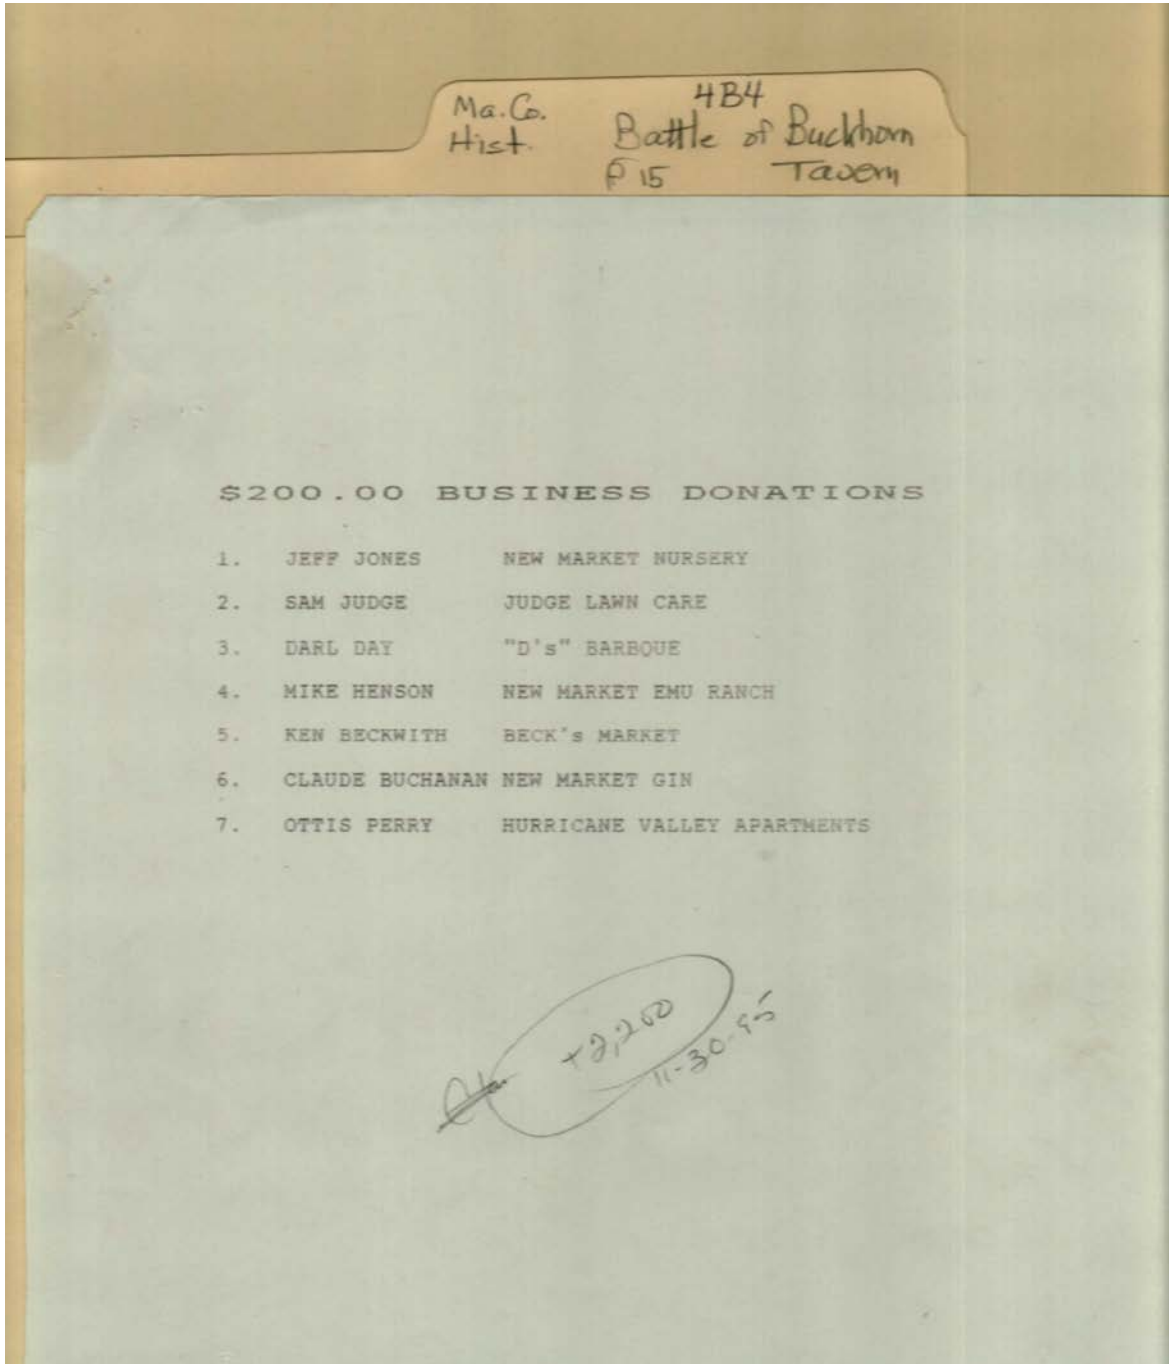 4B4
Ma.Co. Battle of Buckhorn
Hist. Tavern
P 15
$200.00 BUSINESS DONATIONS
1. JEFF JONES NEW MARKET NURSERY
2. SAM JUDGE JUDGE LAWN CARE
3. DARL DAY "D's" BARBQUE
4. MIKE HENSON NEW MARKET EMU RANCH
5. KEN BECKWITH BECK's MARKET
6. CLAUDE BUCHANAN NEW MARKET GIN
7. OTTIS PERRY HURRICANE VALLEY APARTMENTS
+2,200
11-30-95